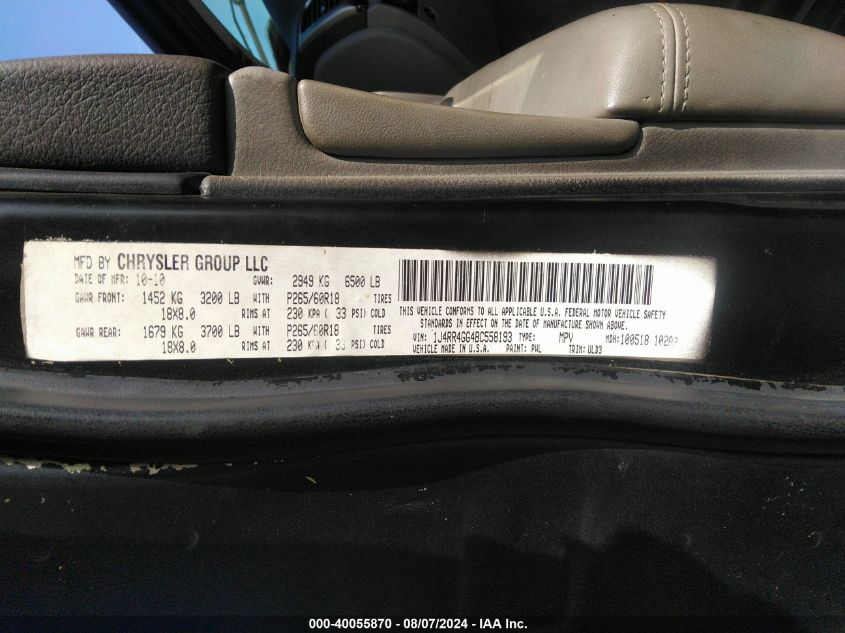 MFD BY CHRYSLER GROUP LLC
DATE OF MFR: 10-10 GVWR: 2949 KG 6500 LB
GAWR FRONT: 1452 KG 3200 LB WITH P265/60R18 TIRES
18X8.0 RIMS AT 230 KPA ( 33 PSI) COLD
GAWR REAR: 1679 KG 3700 LB WITH P265/60R18 TIRES
18X8.0 RIMS AT 230 KPA ( 33 PSI) COLD
THIS VEHICLE CONFORMS TO ALL APPLICABLE U.S.A. FEDERAL MOTOR VEHICLE SAFETY
STANDARDS IN EFFECT ON THE DATE OF MANUFACTURE SHOWN ABOVE.
VIN: 1J4RR4GG4BC558193 TYPE: MPV MDH:100518
VEHICLE MADE IN U.S.A. PAINT: PWL TRIM: ULD3
000-40055870 - 08/07/2024 - IAA Inc.